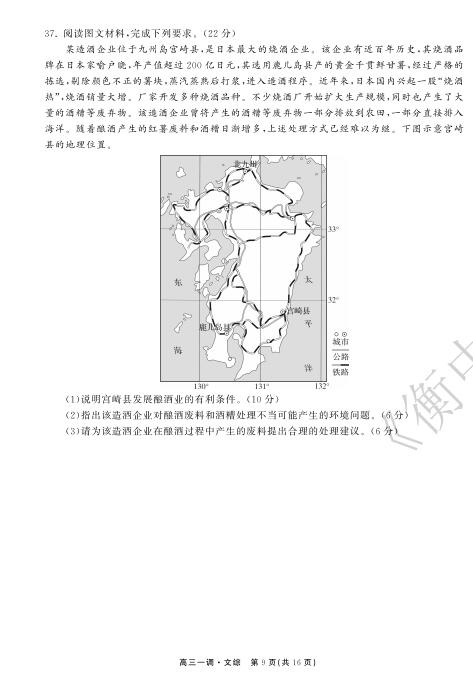 37. 阅读图文材料,完成下列要求。(22 分)
某造酒企业位于九州岛宫崎县,是日本最大的烧酒企业。该企业有近百年历史,其烧酒品
牌在日本家喻户晓,年产值超过 200 亿日元,其选用鹿儿岛县产的黄金千贯鲜甘薯,经过严格的
拣选,剔除颜色不正的薯块,蒸汽蒸熟后打浆,进入造酒程序。近年来,日本国内兴起一股“烧酒
热”,烧酒销量大增。厂家开发多种烧酒品种。不少烧酒厂开始扩大生产规模,同时也产生了大
量的酒糟等废弃物。该造酒企业曾将产生的酒糟等废弃物一部分排放到农田,一部分直接排入
海洋。随着酿酒产生的红薯废料和酒糟日渐增多,上述处理方式已经难以为继。下图示意宫崎
县的地理位置。
北九州
33°
东
太
32°
宫崎县
平
鹿儿岛县
城市
海
公路
洋
铁路
130° 131° 132°
(1)说明宫崎县发展酿酒业的有利条件。(10 分)
(2)指出该造酒企业对酿酒废料和酒糟处理不当可能产生的环境问题。(6 分)
(3)请为该造酒企业在酿酒过程中产生的废料提出合理的处理建议。(6 分)
《衡中
高三一调·文综 第 9 页(共 16 页)